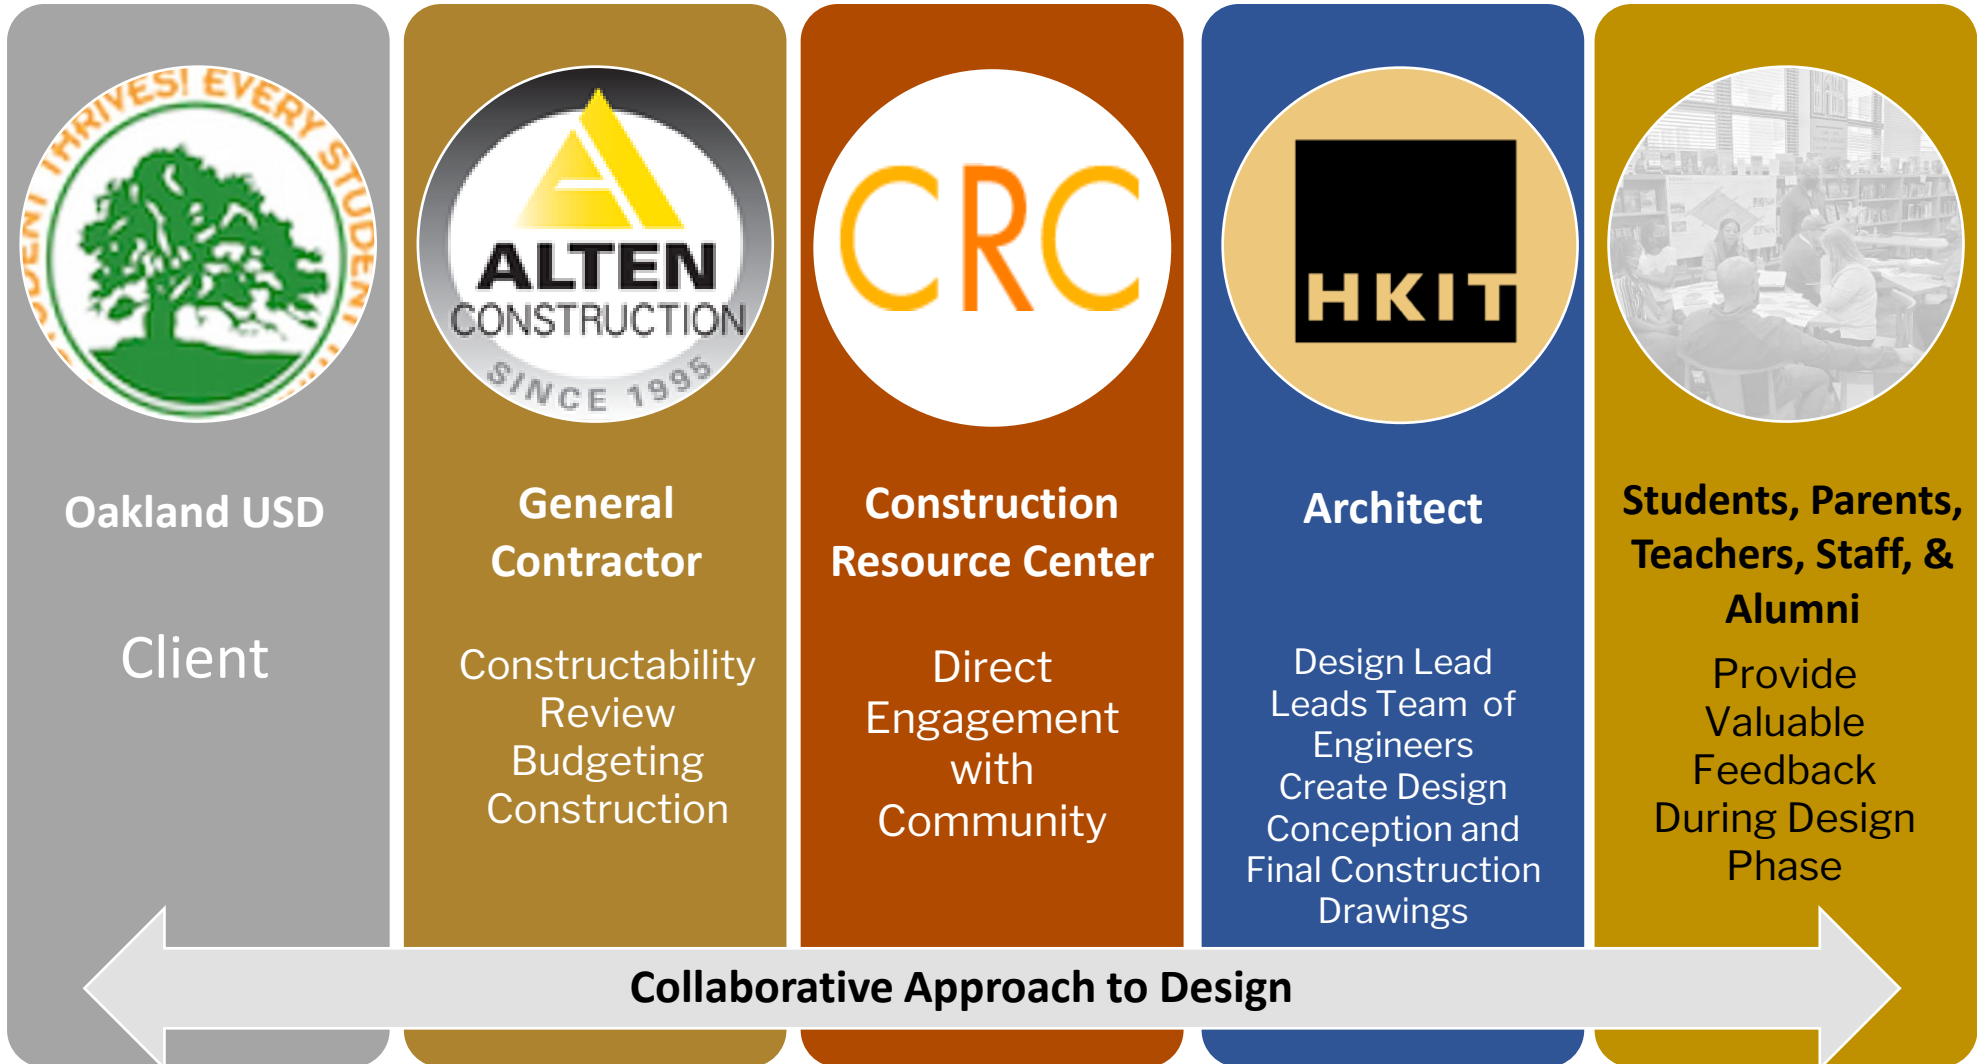 STUDENT THRIVES! EVERY STUDENT
Oakland USD
Client
ALTEN
CONSTRUCTION
SINCE 1995
General
Contractor
Constructability
Review
Budgeting
Construction
CRC
Construction
Resource Center
Direct
Engagement
with
Community
HKIT
Architect
Design Lead
Leads Team of
Engineers
Create Design
Conception and
Final Construction
Drawings
Students, Parents,
Teachers, Staff, &
Alumni
Provide
Valuable
Feedback
During Design
Phase
Collaborative Approach to Design